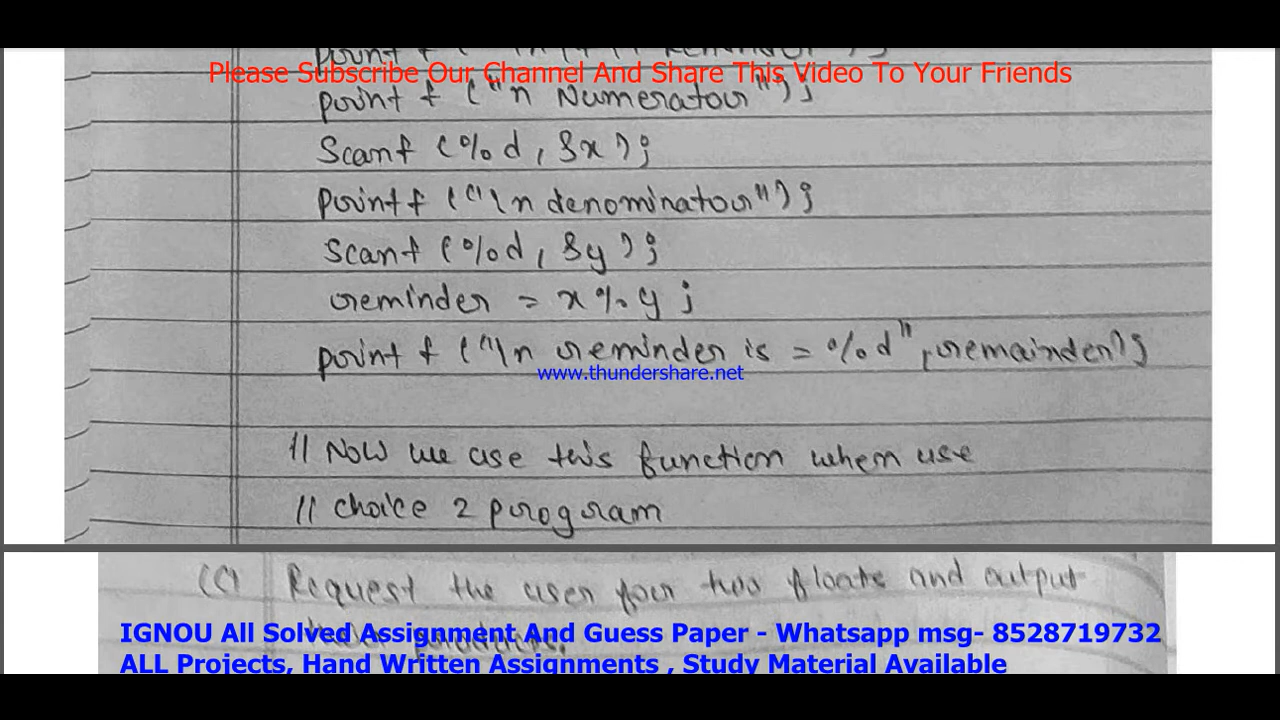 Please Subscribe Our Channel And Share This Video To Your Friends
printf ("n Numerator");
Scanf (%d, &x);
printf ("\n denominator");
Scanf (%d, &y);
reminder = x % y;
printf ("\n reminder is = %d", remainder);
www.thundershare.net
// Now we use this function when use
// choice 2 program
(C) Request the user for two floats and output
IGNOU All Solved Assignment And Guess Paper - Whatsapp msg- 8528719732
ALL Projects, Hand Written Assignments , Study Material Available